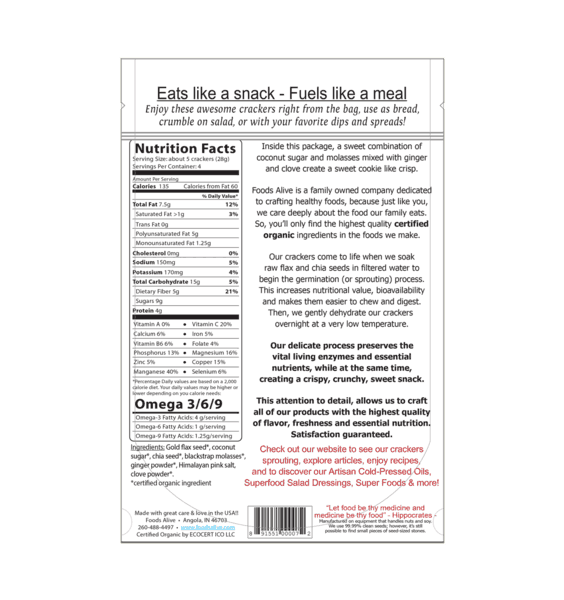 Eats like a snack - Fuels like a meal
Enjoy these awesome crackers right from the bag, use as bread,
crumble on salad, or with your favorite dips and spreads!
Nutrition Facts
Serving Size: about 5 crackers (28g)
Servings Per Container: 4
Amount Per Serving
Calories 135 Calories from Fat 60
% Daily Value*
Total Fat 7.5g 12%
Saturated Fat >1g 3%
Trans Fat 0g
Polyunsaturated Fat 5g
Monounsaturated Fat 1.25g
Cholesterol 0mg 0%
Sodium 150mg 5%
Potassium 170mg 4%
Total Carbohydrate 15g 5%
Dietary Fiber 5g 21%
Sugars 9g
Protein 4g
Vitamin A 0% • Vitamin C 20%
Calcium 6% • Iron 5%
Vitamin B6 6% • Folate 4%
Phosphorus 13% • Magnesium 16%
Zinc 5% • Copper 15%
Manganese 40% • Selenium 6%
*Percentage Daily values are based on a 2,000
calorie diet. Your daily values may be higher or
lower depending on you calorie needs:
Omega 3/6/9
Omega-3 Fatty Acids: 4 g/serving
Omega-6 Fatty Acids: 1 g/serving
Omega-9 Fatty Acids: 1.25g/serving
Ingredients: Gold flax seed*, coconut
sugar*, chia seed*, blackstrap molasses*,
ginger powder*, Himalayan pink salt,
clove powder*.
*certified organic ingredient
Inside this package, a sweet combination of
coconut sugar and molasses mixed with ginger
and clove create a sweet cookie like crisp.
Foods Alive is a family owned company dedicated
to crafting healthy foods, because just like you,
we care deeply about the food our family eats.
So, you'll only find the highest quality certified
organic ingredients in the foods we make.
Our crackers come to life when we soak
raw flax and chia seeds in filtered water to
begin the germination (or sprouting) process.
This increases nutritional value, bioavailability
and makes them easier to chew and digest.
Then, we gently dehydrate our crackers
overnight at a very low temperature.
Our delicate process preserves the
vital living enzymes and essential
nutrients, while at the same time,
creating a crispy, crunchy, sweet snack.
This attention to detail, allows us to craft
all of our products with the highest quality
of flavor, freshness and essential nutrition.
Satisfaction guaranteed.
Check out our website to see our crackers
sprouting, explore articles, enjoy recipes,
and to discover our Artisan Cold-Pressed Oils,
Superfood Salad Dressings, Super Foods & more!
Made with great care & love in the USA!!
Foods Alive • Angola, IN 46703
260-488-4497 • www.foodsalive.com
Certified Organic by ECOCERT ICO LLC
8 91551 00007 2
"Let food be thy medicine and
medicine be thy food" - Hippocrates -
Manufactured on equipment that handles nuts and soy.
We use 99.99% clean seeds; however, it's still
possible to find small pieces of seed-sized stones.